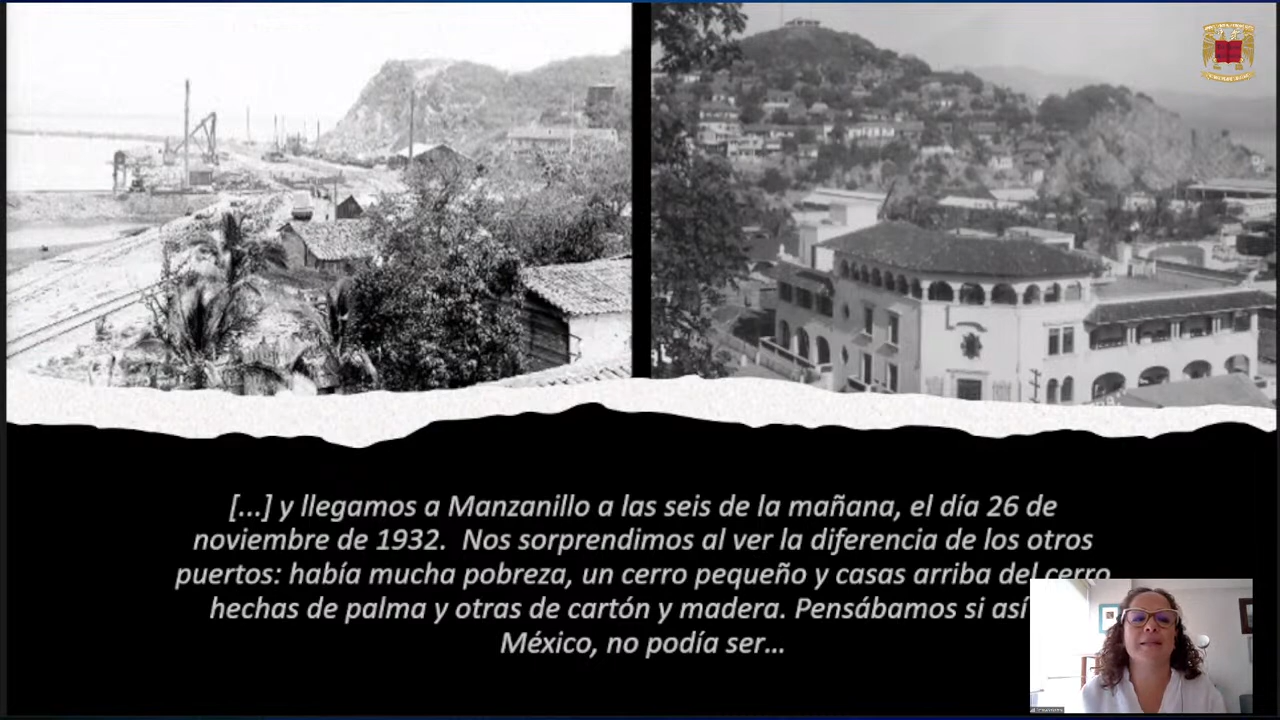 [...] y llegamos a Manzanillo a las seis de la mañana, el día 26 de
noviembre de 1932.  Nos sorprendimos al ver la diferencia de los otros
puertos: había mucha pobreza, un cerro pequeño y casas arriba del cerro
hechas de palma y otras de cartón y madera. Pensábamos si así
México, no podía ser...